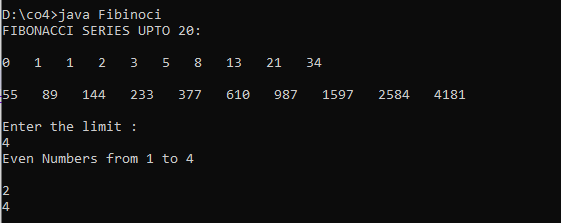 D:\co4>java Fibinoci
FIBONACCI SERIES UPTO 20:
0 1 1 2 3 5 8 13 21 34
55 89 144 233 377 610 987 1597 2584 4181
Enter the limit :
4
Even Numbers from 1 to 4
2
4